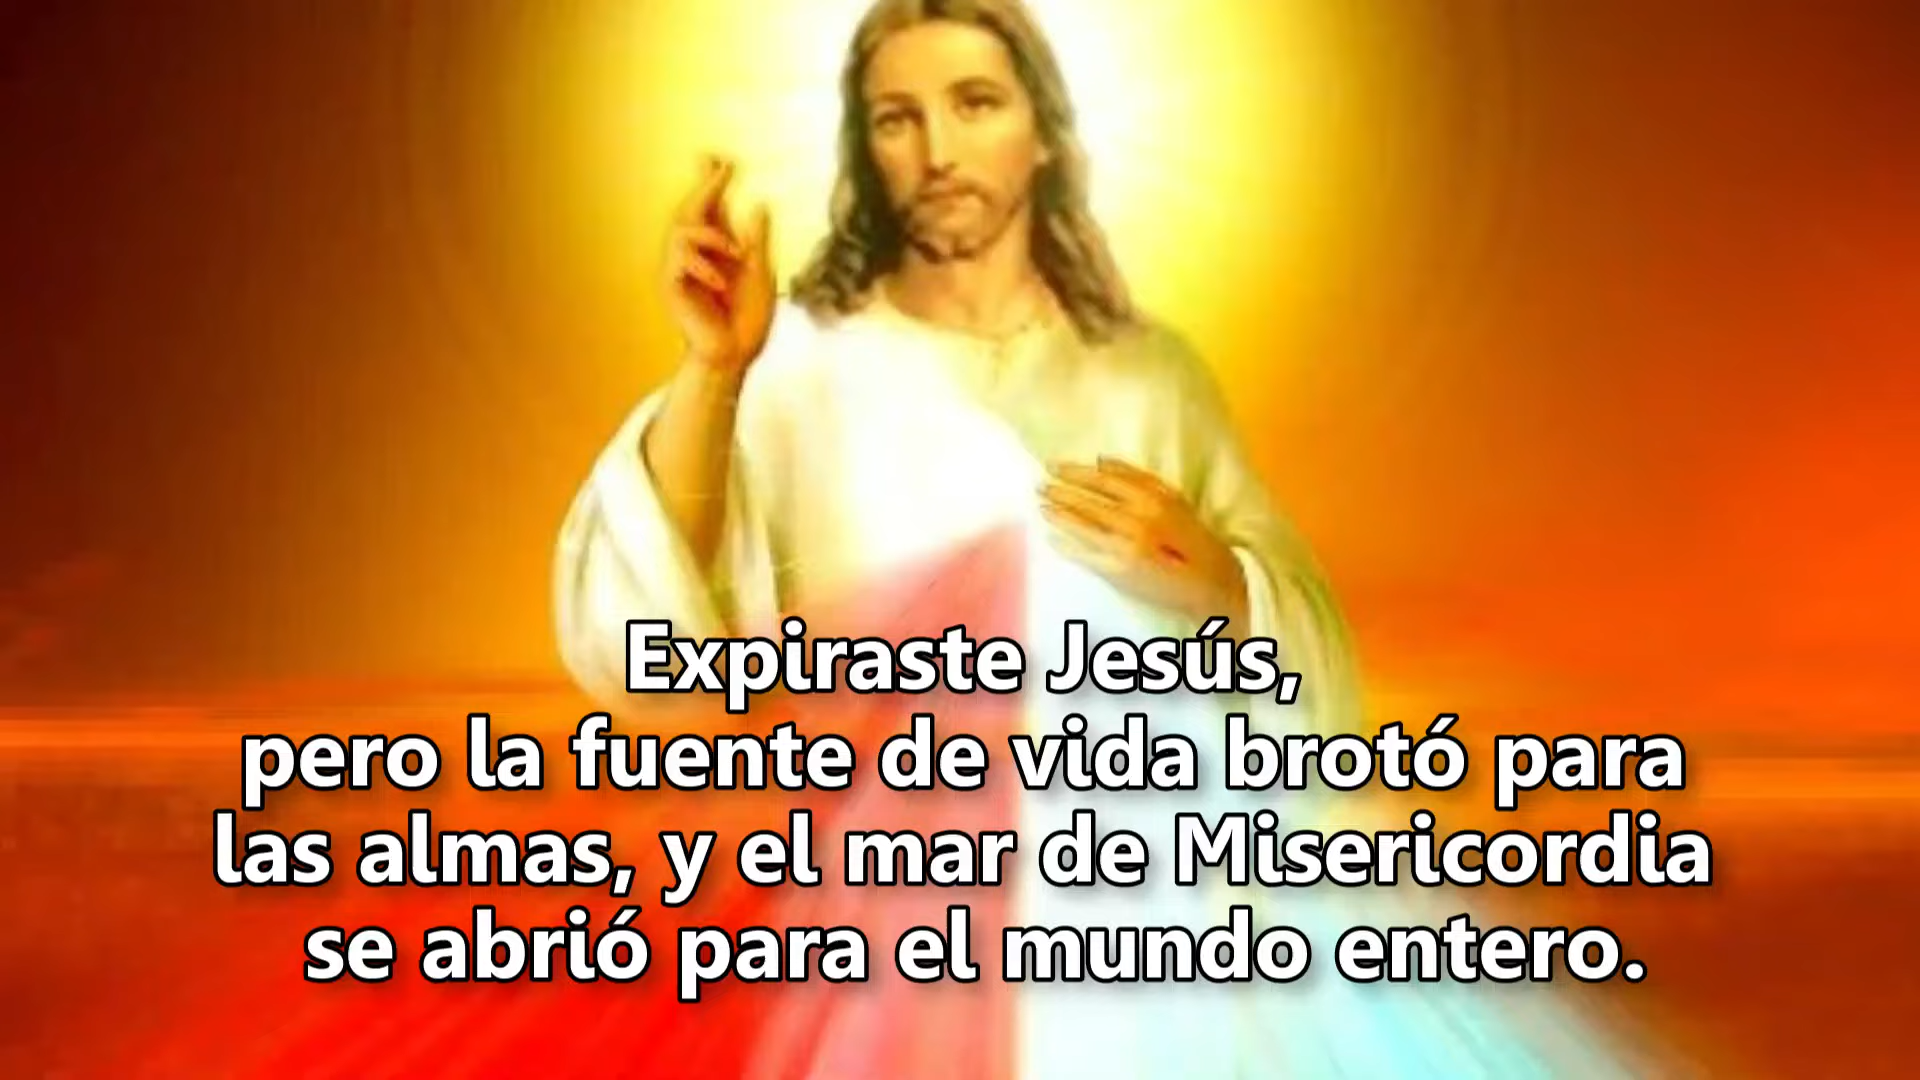 Expiraste Jesús,
pero la fuente de vida brotó para
las almas, y el mar de Misericordia
se abrió para el mundo entero.